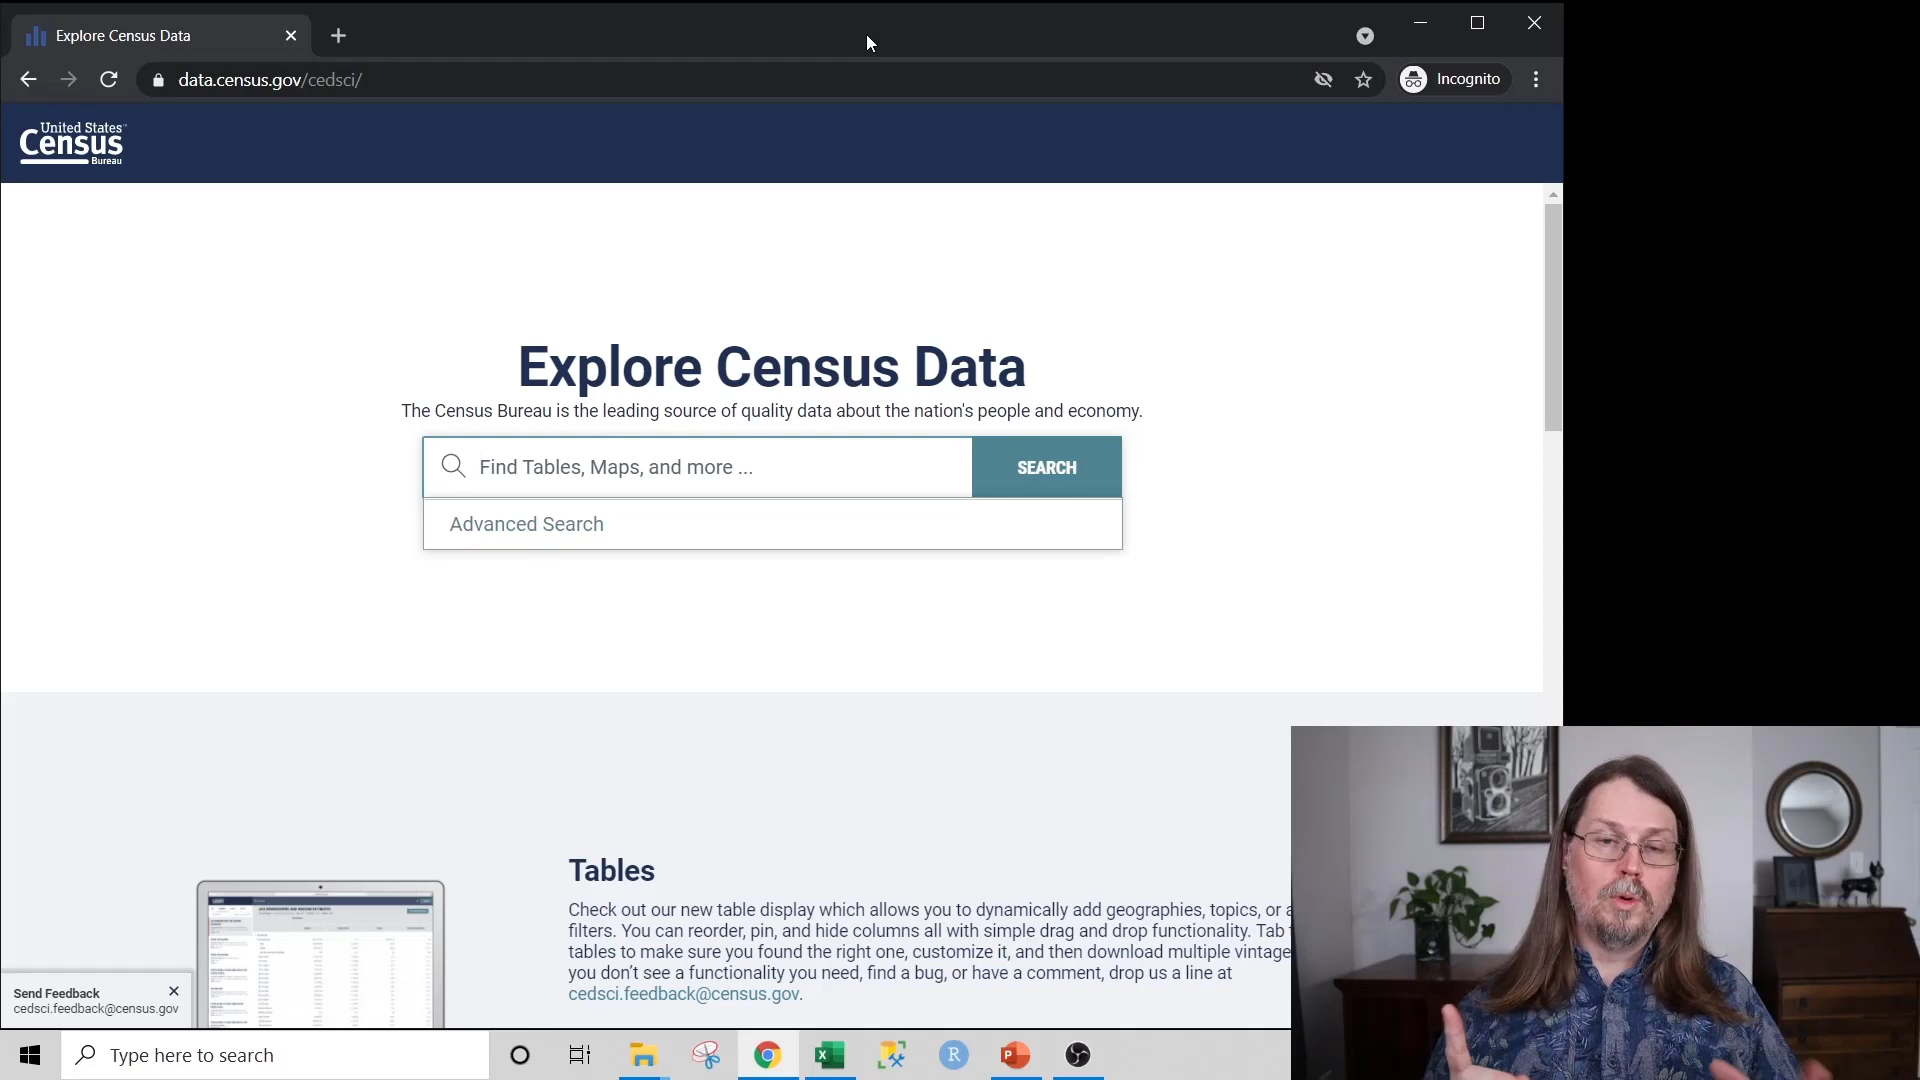 Explore Census Data
data.census.gov/cedsci/
Incognito
United States™
Census
Bureau
Explore Census Data
The Census Bureau is the leading source of quality data about the nation's people and economy.
Find Tables, Maps, and more ...
SEARCH
Advanced Search
Tables
Check out our new table display which allows you to dynamically add geographies, topics, or
filters. You can reorder, pin, and hide columns all with simple drag and drop functionality. Tab
tables to make sure you found the right one, customize it, and then download multiple vintage
you don't see a functionality you need, find a bug, or have a comment, drop us a line at
cedsci.feedback@census.gov.
Send Feedback
cedsci.feedback@census.gov
Type here to search